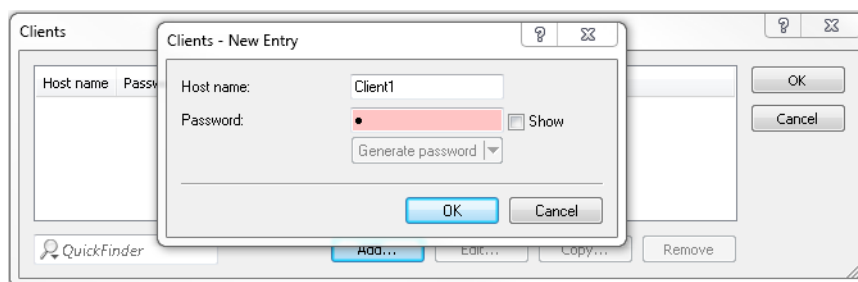 Clients
Clients - New Entry
Host name
Host name:
Client1
Password:
Show
Generate password
OK
Cancel
OK
Cancel
QuickFinder
Add...
Edit...
Copy...
Remove